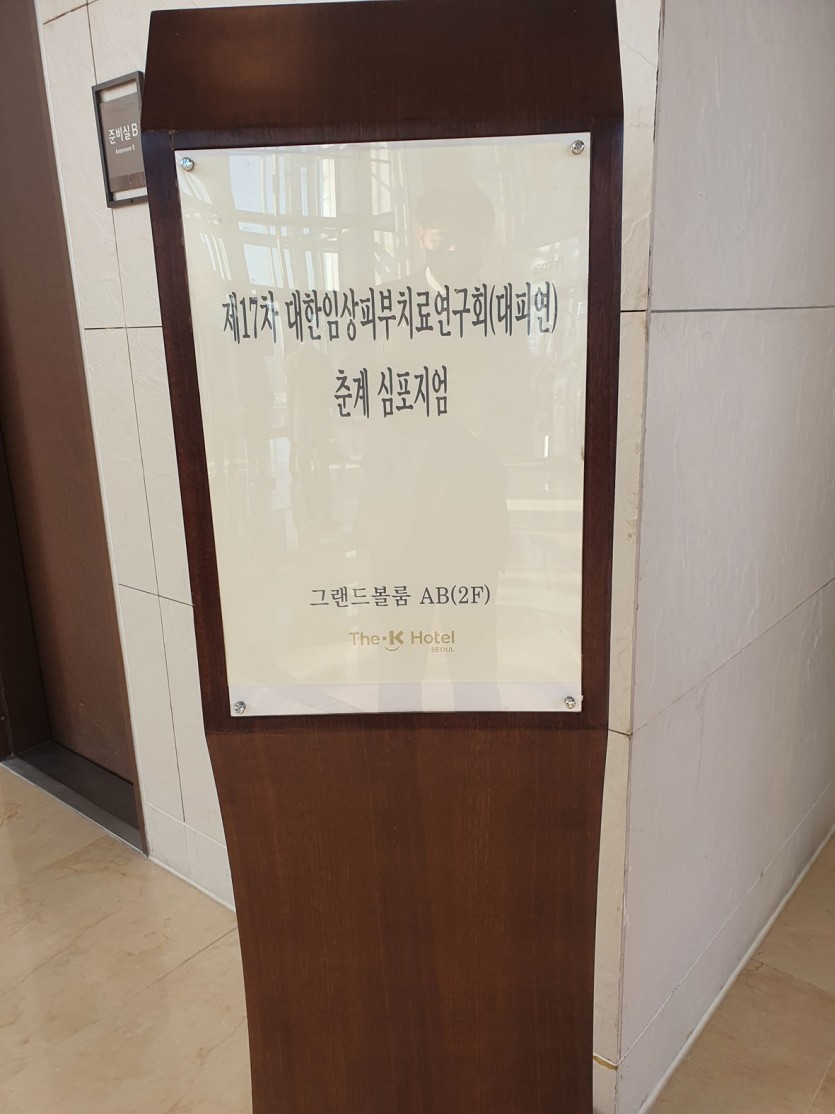 준비실 B
제17차 대한임상피부치료연구회(대피연)
춘계 심포지엄
그랜드볼룸 AB(2F)
The K Hotel
SEOUL